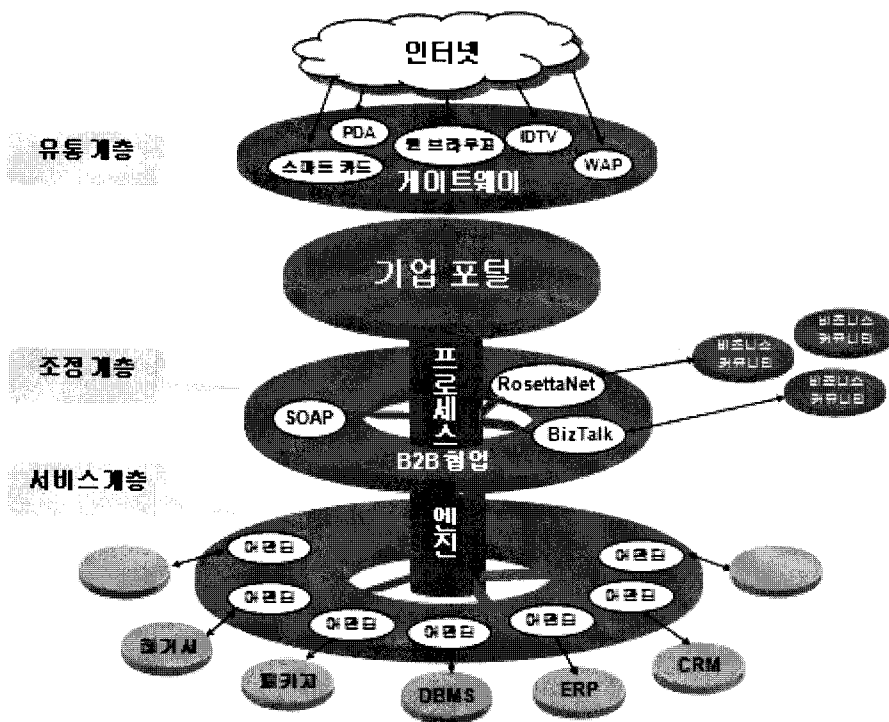 인터넷
PDA
웹 브라우저
IDTV
스마트 카드
WAP
게이트웨이
유통계층
기업 포털
비즈니스
커뮤니티
비즈니스
커뮤니티
비즈니스
커뮤니티
조정계층
프로세스
RosettaNet
SOAP
BizTalk
B2B 협업
서비스계층
엔진
어댑터
어댑터
어댑터
어댑터
어댑터
어댑터
어댑터
레거시
패키지
DBMS
ERP
CRM